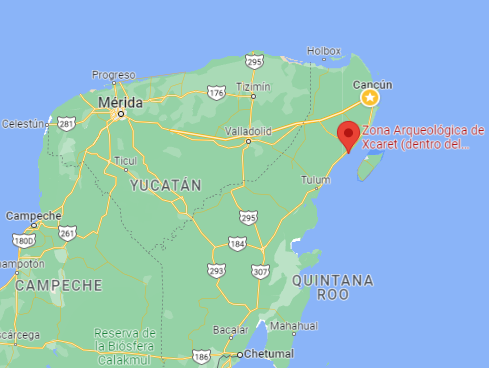 Holbox
295
Progreso
Cancún
Tizimín
176
Mérida
Celestún
281
Valladolid
Zona Arqueológica de
Xcaret (dentro del...
Ticul
YUCATÁN
Tulum
Campeche
295
261
180D
184
hampotón
293
307
QUINTANA
ROO
CAMPECHE
Mahahual
Bacalar
Reserva de
la Biósfera
Calakmul
scárcega
186
Chetumal